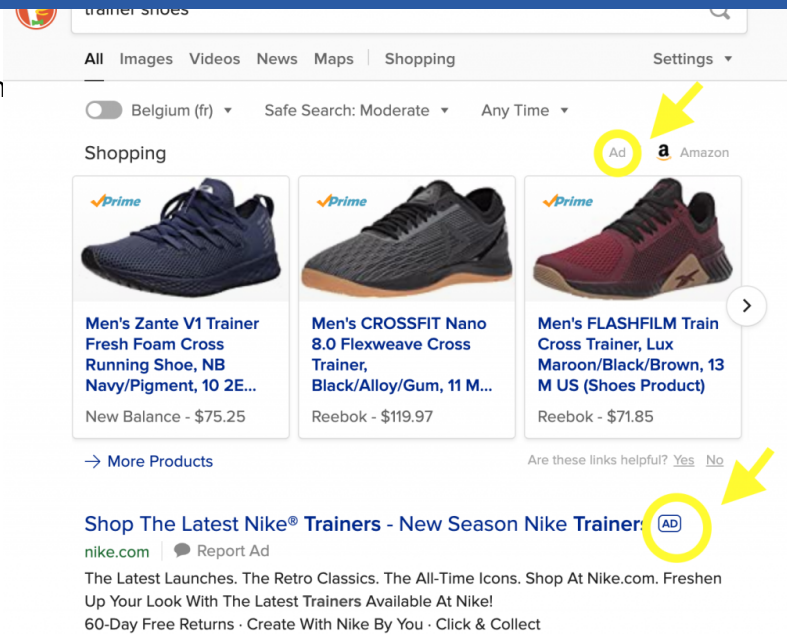 trainer shoes
All Images Videos News Maps Shopping Settings
Belgium (fr) Safe Search: Moderate Any Time
Shopping Ad a Amazon
Prime Prime Prime
Men's Zante V1 Trainer
Fresh Foam Cross
Running Shoe, NB
Navy/Pigment, 10 2E...
New Balance - $75.25
Men's CROSSFIT Nano
8.0 Flexweave Cross
Trainer,
Black/Alloy/Gum, 11 M...
Reebok - $119.97
Men's FLASHFILM Train
Cross Trainer, Lux
Maroon/Black/Brown, 13
M US (Shoes Product)
Reebok - $71.85
→ More Products Are these links helpful? Yes No
Shop The Latest Nike® Trainers - New Season Nike Trainers AD
nike.com Report Ad
The Latest Launches. The Retro Classics. The All-Time Icons. Shop At Nike.com. Freshen
Up Your Look With The Latest Trainers Available At Nike!
60-Day Free Returns · Create With Nike By You · Click & Collect